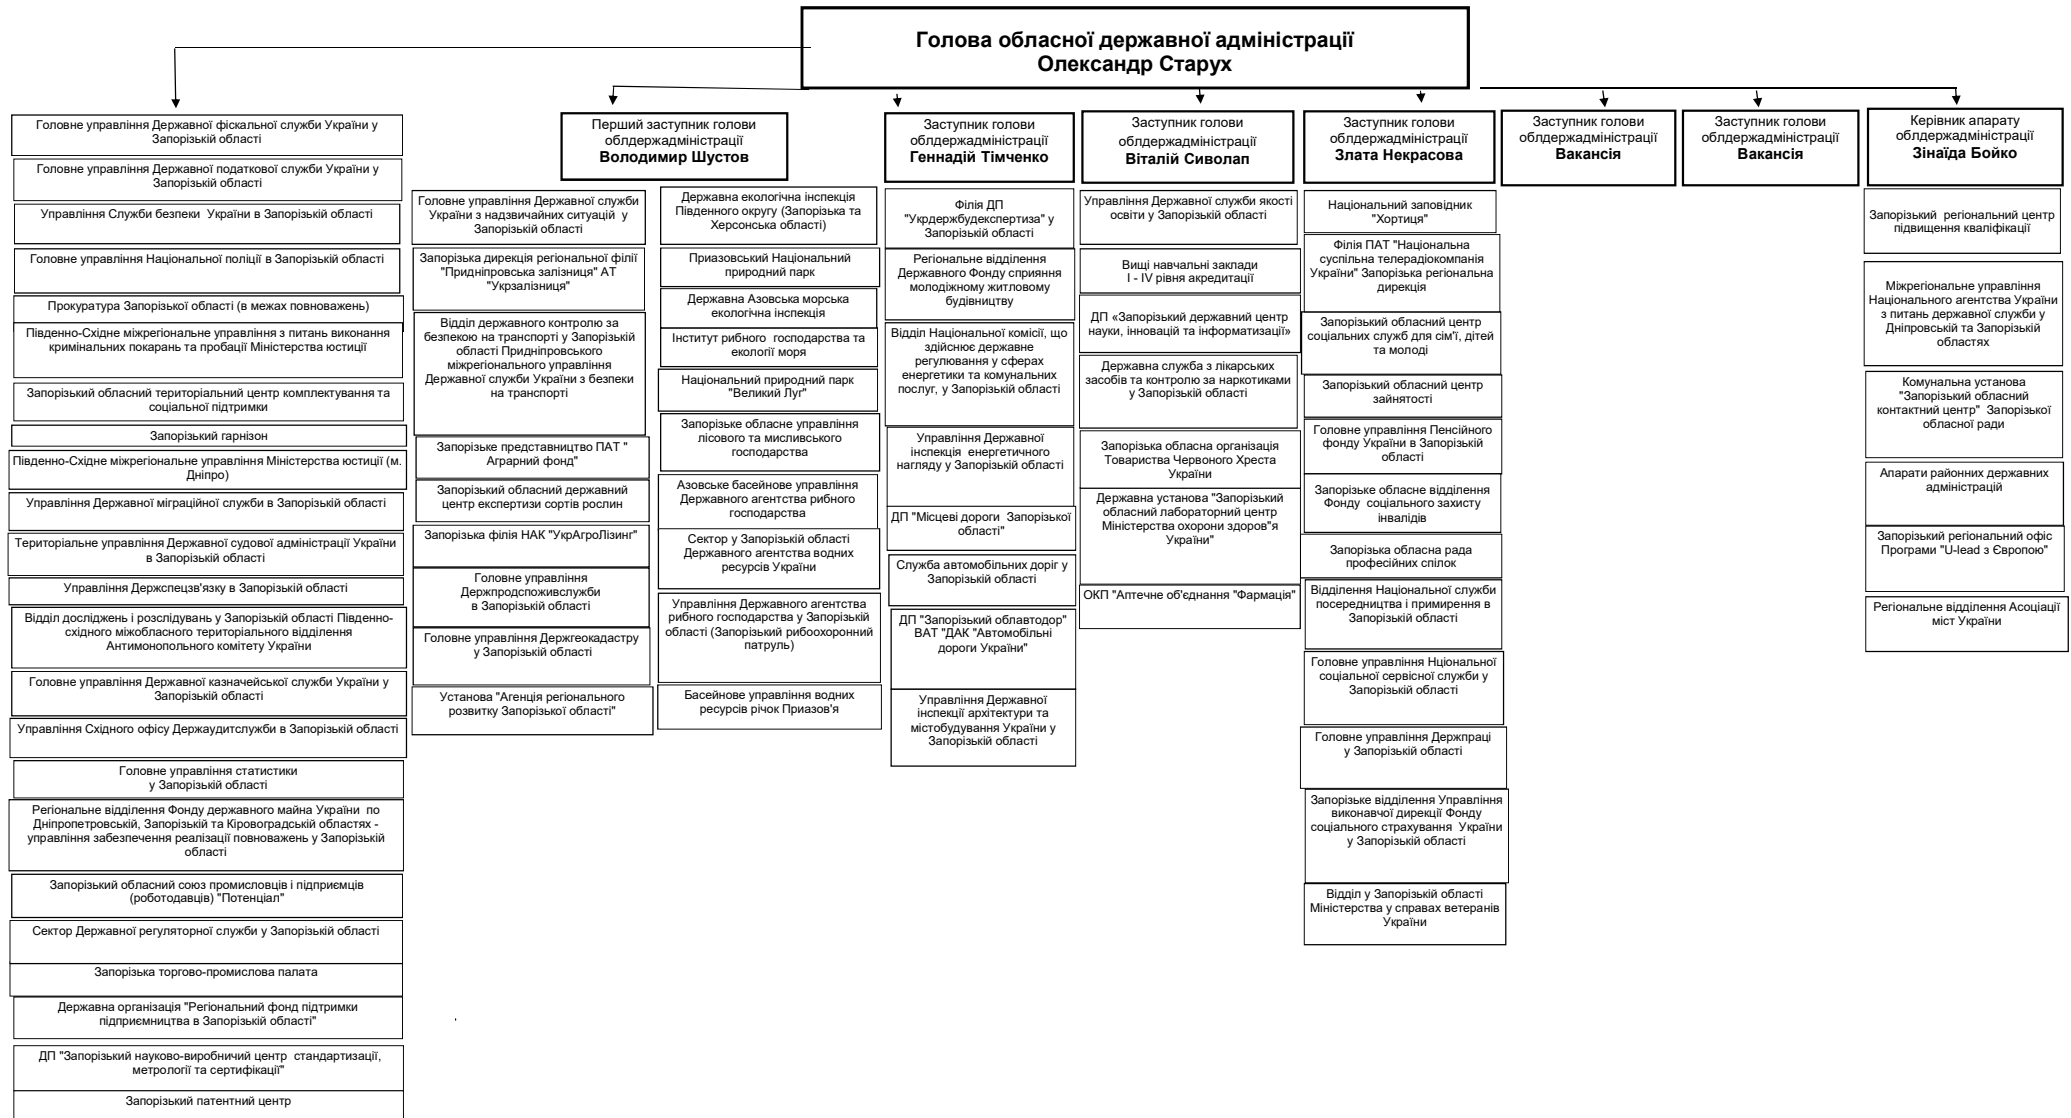 Голова обласної державної адміністрації
Олександр Старух
Головне управління Державної фіскальної служби України у
Запорізькій області
Головне управління Державної податкової служби України у
Запорізькій області
Управління Служби безпеки України в Запорізькій області
Головне управління Національної поліції в Запорізькій області
Прокуратура Запорізької області (в межах повноважень)
Південно-Східне міжрегіональне управління з питань виконання
кримінальних покарань та пробації Міністерства юстиції
Запорізький обласний територіальний центр комплектування та
соціальної підтримки
Запорізький гарнізон
Південно-Східне міжрегіональне управління Міністерства юстиції (м.
Дніпро)
Управління Державної міграційної служби в Запорізькій області
Територіальне управління Державної судової адміністрації України
в Запорізькій області
Управління Держспецзв'язку в Запорізькій області
Відділ досліджень і розслідувань у Запорізькій області Південно-
східного міжобласного територіального відділення
Антимонопольного комітету України
Головне управління Державної казначейської служби України у
Запорізькій області
Управління Східного офісу Держаудитслужби в Запорізькій області
Головне управління статистики
у Запорізькій області
Регіональне відділення Фонду державного майна України по
Дніпропетровській, Запорізькій та Кіровоградській областях -
управління забезпечення реалізації повноважень у Запорізькій
області
Запорізький обласний союз промисловців і підприємців
(роботодавців) "Потенціал"
Сектор Державної регуляторної служби у Запорізькій області
Запорізька торгово-промислова палата
Державна організація "Регіональний фонд підтримки
підприємництва в Запорізькій області"
ДП "Запорізький науково-виробничий центр стандартизації,
метрології та сертифікації"
Запорізький патентний центр
Перший заступник голови
облдержадміністрації
Володимир Шустов
Головне управління Державної служби
України з надзвичайних ситуацій у
Запорізькій області
Запорізька дирекція регіональної філії
"Придніпровська залізниця" АТ
"Укрзалізниця"
Відділ державного контролю за
безпекою на транспорті у Запорізькій
області Придніпровського
міжрегіонального управління
Державної служби України з безпеки
на транспорті
Запорізьке представництво ПАТ "
Аграрний фонд"
Запорізький обласний державний
центр експертизи сортів рослин
Запорізька філія НАК "УкрАгроЛізинг"
Головне управління
Держпродспоживслужби
в Запорізькій області
Головне управління Держгеокадастру
у Запорізькій області
Установа "Агенція регіонального
розвитку Запорізької області"
Державна екологічна інспекція
Південного округу (Запорізька та
Херсонська області)
Приазовський Національний
природний парк
Державна Азовська морська
екологічна інспекція
Інститут рибного господарства та
екології моря
Національний природний парк
"Великий Луг"
Запорізьке обласне управління
лісового та мисливського
господарства
Азовське басейнове управління
Державного агентства рибного
господарства
Сектор у Запорізькій області
Державного агентства водних
ресурсів України
Управління Державного агентства
рибного господарства у Запорізькій
області (Запорізький рибоохоронний
патруль)
Басейнове управління водних
ресурсів річок Приазов'я
Заступник голови
облдержадміністрації
Геннадій Тімченко
Філія ДП
"Укрдержбудекспертиза" у
Запорізькій області
Регіональне відділення
Державного Фонду сприяння
молодіжному житловому
будівництву
Відділ Національної комісії, що
здійснює державне
регулювання у сферах
енергетики та комунальних
послуг, у Запорізькій області
Управління Державної
інспекція енергетичного
нагляду у Запорізькій області
ДП "Місцеві дороги Запорізької
області"
Служба автомобільних доріг у
Запорізькій області
ДП "Запорізький облавтодор"
ВАТ "ДАК "Автомобільні
дороги України"
Управління Державної
інспекції архітектури та
містобудування України у
Запорізькій області
Заступник голови
облдержадміністрації
Віталій Сиволап
Управління Державної служби якості
освіти у Запорізькій області
Вищі навчальні заклади
I - IV рівня акредитації
ДП «Запорізький державний центр
науки, інновацій та інформатизації»
Державна служба з лікарських
засобів та контролю за наркотиками
у Запорізькій області
Запорізька обласна організація
Товариства Червоного Хреста
України
Державна установа "Запорізький
обласний лабораторний центр
Міністерства охорони здоров"я
України"
ОКП "Аптечне об'єднання "Фармація"
Заступник голови
облдержадміністрації
Злата Некрасова
Національний заповідник
"Хортиця"
Філія ПАТ "Національна
суспільна телерадіокомпанія
України" Запорізька регіональна
дирекція
Запорізький обласний центр
соціальних служб для сім'ї, дітей
та молоді
Запорізький обласний центр
зайнятості
Головне управління Пенсійного
фонду України в Запорізькій
області
Запорізьке обласне відділення
Фонду соціального захисту
інвалідів
Запорізька обласна рада
професійних спілок
Відділення Національної служби
посередництва і примирення в
Запорізькій області
Головне управління Нціональної
соціальної сервісної служби у
Запорізькій області
Головне управління Держпраці
у Запорізькій області
Запорізьке відділення Управління
виконавчої дирекції Фонду
соціального страхування України
у Запорізькій області
Відділ у Запорізькій області
Міністерства у справах ветеранів
України
Заступник голови
облдержадміністрації
Вакансія
Заступник голови
облдержадміністрації
Вакансія
Керівник апарату
облдержадміністрації
Зінаїда Бойко
Запорізький регіональний центр
підвищення кваліфікації
Міжрегіональне управління
Національного агентства України
з питань державної служби у
Дніпровській та Запорізькій
областях
Комунальна установа
"Запорізький обласний
контактний центр" Запорізької
обласної ради
Апарати районних державних
адміністрацій
Запорізький регіональний офіс
Програми "U-lead з Європою"
Регіональне відділення Асоціації
міст України